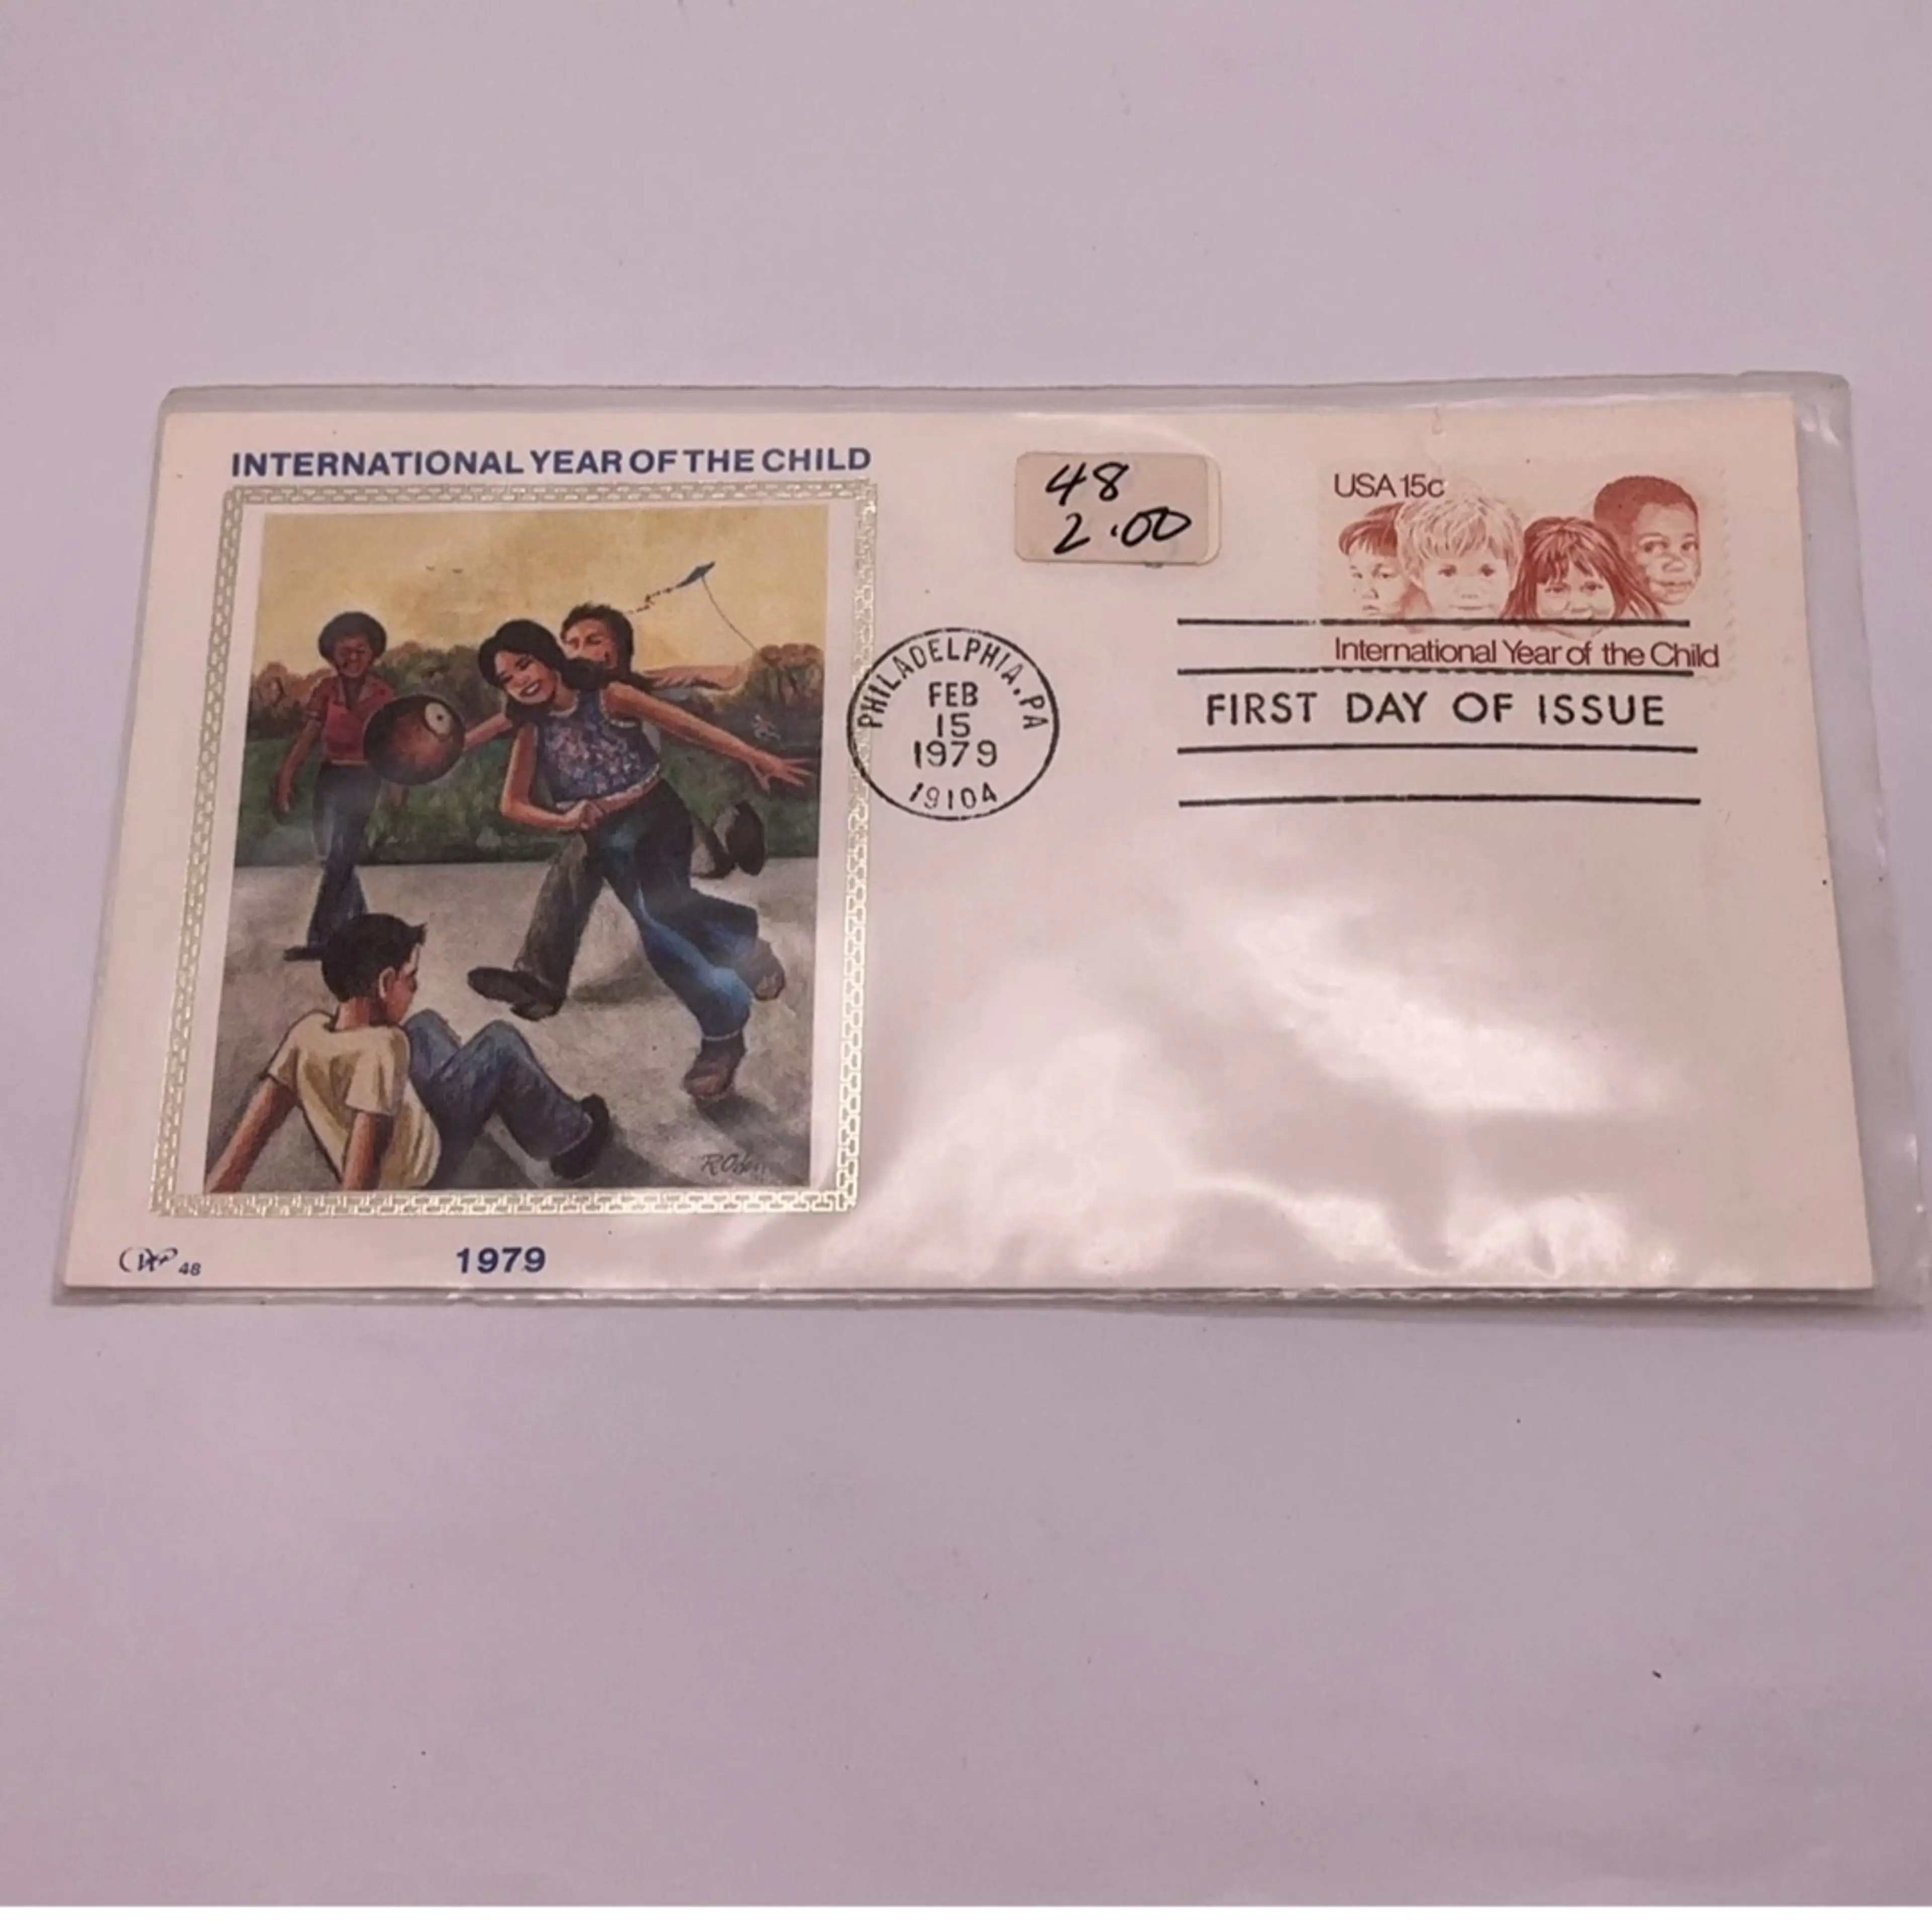 INTERNATIONAL YEAR OF THE CHILD
48
2.00
USA 15c
International Year of the Child
PHILADELPHIA, PA
FEB
15
1979
19104
FIRST DAY OF ISSUE
48
1979